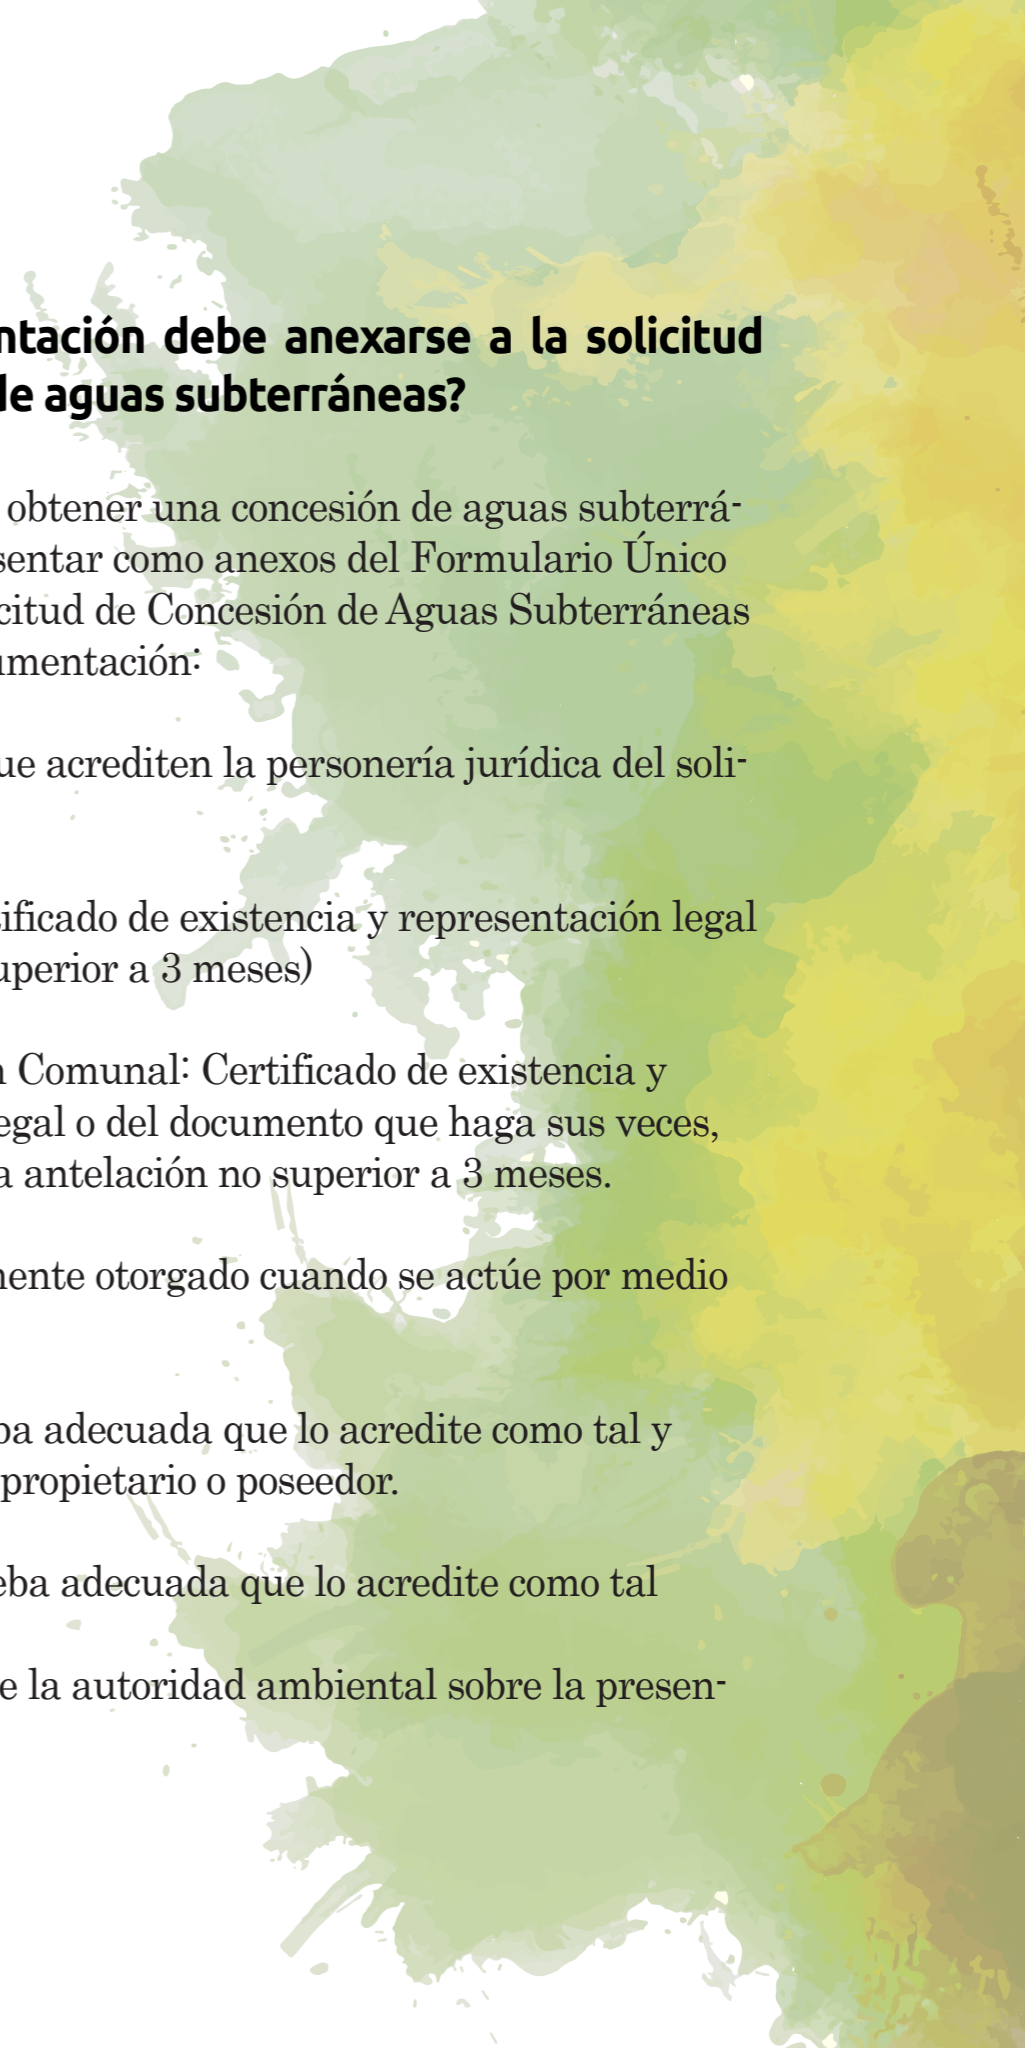 ntación debe anexarse a la solicitud
de aguas subterráneas?
obtener una concesión de aguas subterrá-
sentar como anexos del Formulario Único
citud de Concesión de Aguas Subterráneas
umentación:
ue acrediten la personería jurídica del soli-
ificado de existencia y representación legal
uperior a 3 meses)
n Comunal: Certificado de existencia y
egal o del documento que haga sus veces,
a antelación no superior a 3 meses.
mente otorgado cuando se actúe por medio
ba adecuada que lo acredite como tal y
propietario o poseedor.
eba adecuada que lo acredite como tal
e la autoridad ambiental sobre la presen-